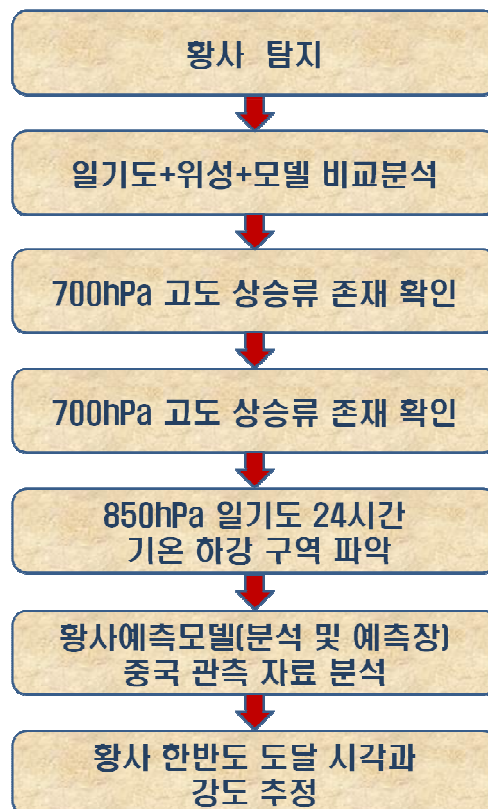 황사 탐지
일기도+위성+모델 비교분석
700hPa 고도 상승류 존재 확인
700hPa 고도 상승류 존재 확인
850hPa 일기도 24시간
기온 하강 구역 파악
황사예측모델(분석 및 예측장)
중국 관측 자료 분석
황사 한반도 도달 시각과
강도 추정